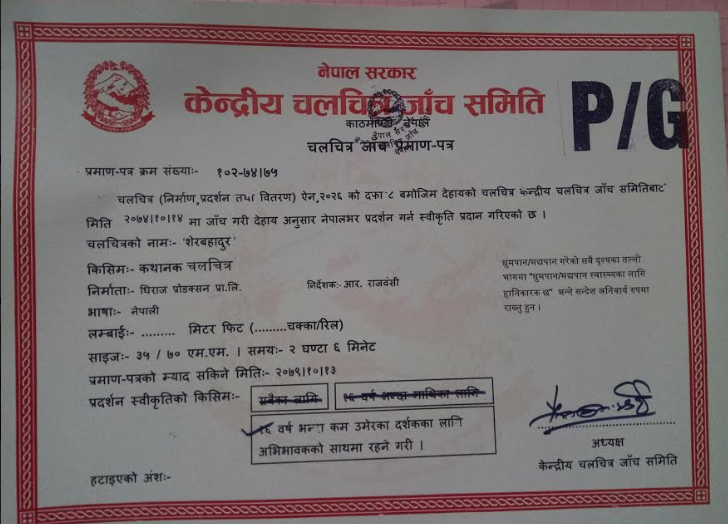 नेपाल सरकार
केन्द्रीय चलचित्र जाँच समिति
P/G
काठमाडौं, नेपाल
चलचित्र जाँच प्रमाण-पत्र
प्रमाण-पत्र क्रम संख्याः- १०२-७४/७५
चलचित्र (निर्माण, प्रदर्शन तथा वितरण) ऐन,२०२६ को दफा ८ बमोजिम देहायको चलचित्र केन्द्रीय चलचित्र जाँच समितिबाट
मिति २०७४।१०।१४ मा जाँच गरी देहाय अनुसार नेपालभर प्रदर्शन गर्न स्वीकृति प्रदान गरिएको छ ।
चलचित्रको नामः- 'शेरबहादुर'
किसिमः- कथानक चलचित्र
निर्माताः- धिराज प्रोडक्सन प्रा.लि. निर्देशकः- आर. राजबंसी
धुम्रपान/मद्यपान गरेको सबै दृश्यका तल्लो
भागमा "धुम्रपान/मद्यपान स्वास्थ्यका लागि
हानिकारक छ" भन्ने सन्देश अनिवार्य रुपमा
राख्नु हुन ।
भाषाः- नेपाली
लम्बाईः- ......... मिटर फिट (.........चक्का/रिल)
साइजः- ३५ / ७० एम.एम. । समयः- २ घण्टा ६ मिनेट
प्रमाण-पत्रको म्याद सकिने मितिः- २०७९।१०।१३
प्रदर्शन स्वीकृतिको किसिमः- सबैका लागि १६ वर्ष भन्दा माथिका लागि
१६ वर्ष भन्दा कम उमेरका दर्शकका लागि
अभिभावकको साथमा रहने गरी ।
हटाइएको अंशः-
अध्यक्ष
केन्द्रीय चलचित्र जाँच समिति